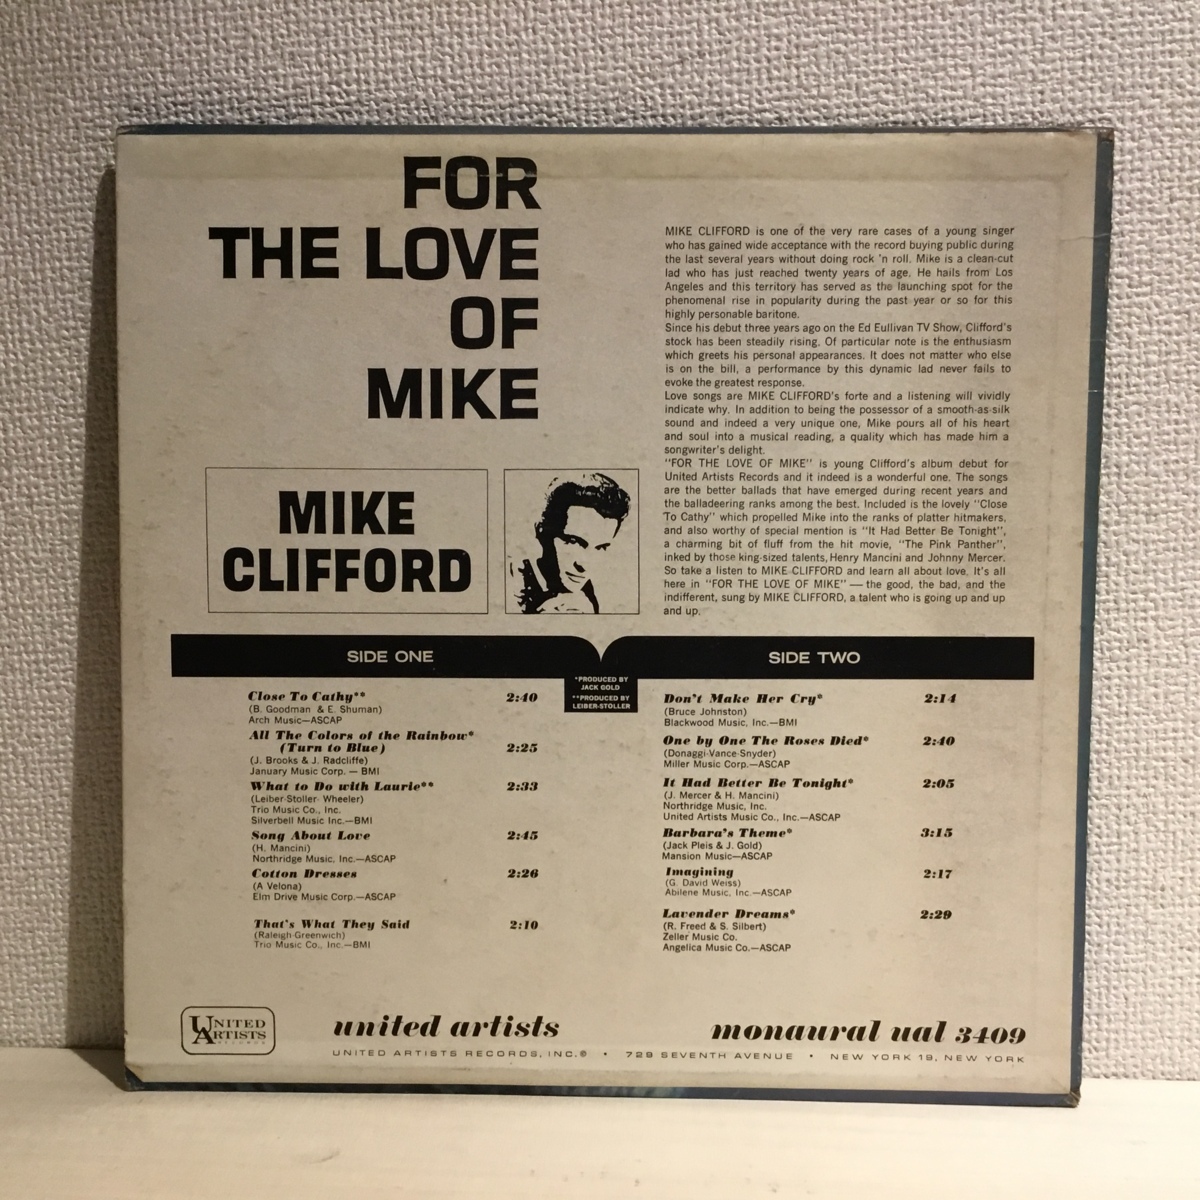 FOR
THE LOVE
OF
MIKE
MIKE
CLIFFORD
MIKE CLIFFORD is one of the very rare cases of a young singer
who has gained wide acceptance with the record buying public during
the last several years without doing rock 'n roll. Mike is a clean-cut
lad who has just reached twenty years of age. He hails from Los
Angeles and this territory has served as the launching spot for the
phenomenal rise in popularity during the past year or so for this
highly personable baritone.
Since his debut three years ago on the Ed Eullivan TV Show, Clifford's
stock has been steadily rising. Of particular note is the enthusiasm
which greets his personal appearances. It does not matter who else
is on the bill, a performance by this dynamic lad never fails to
evoke the greatest response.
Love songs are MIKE CLIFFORD's forte and a listening will vividly
indicate why. In addition to being the possessor of a smooth-as-silk
sound and indeed a very unique one, Mike pours all of his heart
and soul into a musical reading, a quality which has made him a
songwriter's delight.
"FOR THE LOVE OF MIKE" is young Clifford's album debut for
United Artists Records and it indeed is a wonderful one. The songs
are the better ballads that have emerged during recent years and
the balladeering ranks among the best. Included is the lovely "Close
To Cathy" which propelled Mike into the ranks of platter hitmakers,
and also worthy of special mention is "It Had Better Be Tonight",
a charming bit of fluff from the hit movie, "The Pink Panther",
inked by those king-sized talents, Henry Mancini and Johnny Mercer.
So take a listen to MIKE CLIFFORD and learn all about love. It's all
here in "FOR THE LOVE OF MIKE" — the good, the bad, and the
indifferent, sung by MIKE CLIFFORD, a talent who is going up and up
and up.
SIDE ONE
SIDE TWO
*PRODUCED BY
JACK GOLD
**PRODUCED BY
LEIBER-STOLLER
Close To Cathy** 2:40
(B. Goodman & E. Shuman)
Arch Music—ASCAP
All The Colors of the Rainbow*
(Turn to Blue) 2:25
(J. Brooks & J. Radcliffe)
January Music Corp. — BMI
What to Do with Laurie** 2:33
(Leiber-Stoller- Wheeler)
Trio Music Co., Inc.
Silverbell Music Inc.—BMI
Song About Love 2:45
(H. Mancini)
Northridge Music, Inc.—ASCAP
Cotton Dresses 2:26
(A Velona)
Elm Drive Music Corp.—ASCAP
That's What They Said 2:10
(Raleigh-Greenwich)
Trio Music Co., Inc.—BMI
Don't Make Her Cry* 2:14
(Bruce Johnston)
Blackwood Music, Inc.—BMI
One by One The Roses Died* 2:40
(Donaggi-Vance-Snyder)
Miller Music Corp.—ASCAP
It Had Better Be Tonight* 2:05
(J. Mercer & H. Mancini)
Northridge Music, Inc.
United Artists Music Co., Inc.—ASCAP
Barbara's Theme* 3:15
(Jack Pleis & J. Gold)
Mansion Music—ASCAP
Imagining 2:17
(G. David Weiss)
Abilene Music, Inc.—ASCAP
Lavender Dreams* 2:29
(R. Freed & S. Silbert)
Zeller Music Co.
Angelica Music Co.—ASCAP
UNITED
ARTISTS
RECORDS
united artists
monaural ual 3409
UNITED ARTISTS RECORDS, INC.® • 729 SEVENTH AVENUE • NEW YORK 19, NEW YORK